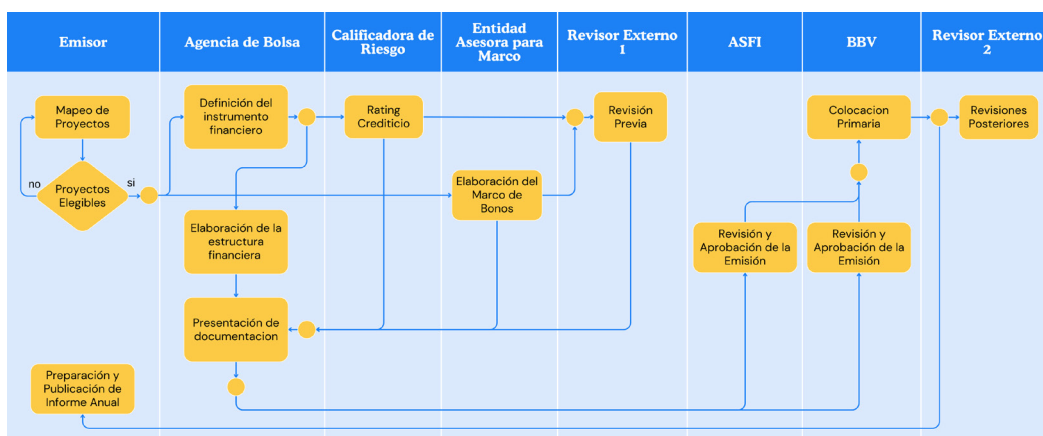 Emisor
Agencia de Bolsa
Calificadora de
Riesgo
Entidad
Asesora para
Marco
Revisor Externo
1
ASFI
BBV
Revisor Externo
2
Mapeo de
Proyectos
no
Proyectos
Elegibles
si
Definición del
instrumento
financiero
Rating
Crediticio
Revisión
Previa
Colocacion
Primaria
Revisiones
Posteriores
Elaboración del
Marco de
Bonos
Elaboración de la
estructura
financiera
Revisión y
Aprobación de la
Emisión
Revisión y
Aprobación de la
Emisión
Presentación de
documentacion
Preparación y
Publicación de
Informe Anual